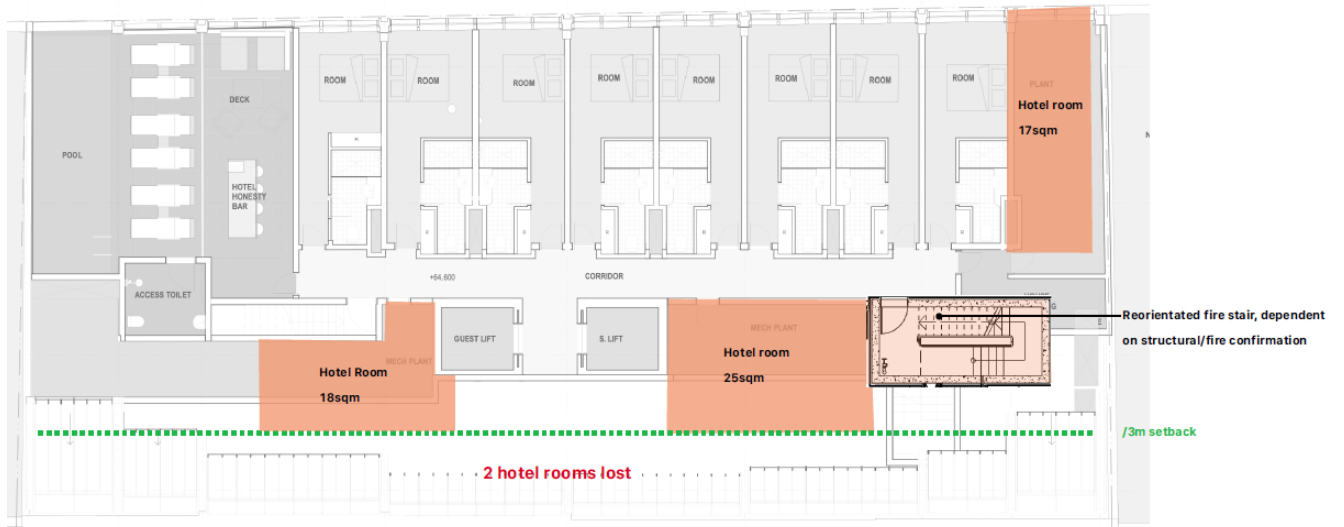 ROOM
ROOM
ROOM
ROOM
ROOM
ROOM
ROOM
ROOM
PLANT
DECK
Hotel room
17sqm
POOL
HOTEL
HONESTY
BAR
+64.600
CORRIDOR
ACCESS TOILET
GUEST LIFT
S. LIFT
MECH PLANT
MECH PLANT
Hotel Room
18sqm
Hotel room
25sqm
Reorientated fire stair, dependent
on structural/fire confirmation
/3m setback
2 hotel rooms lost